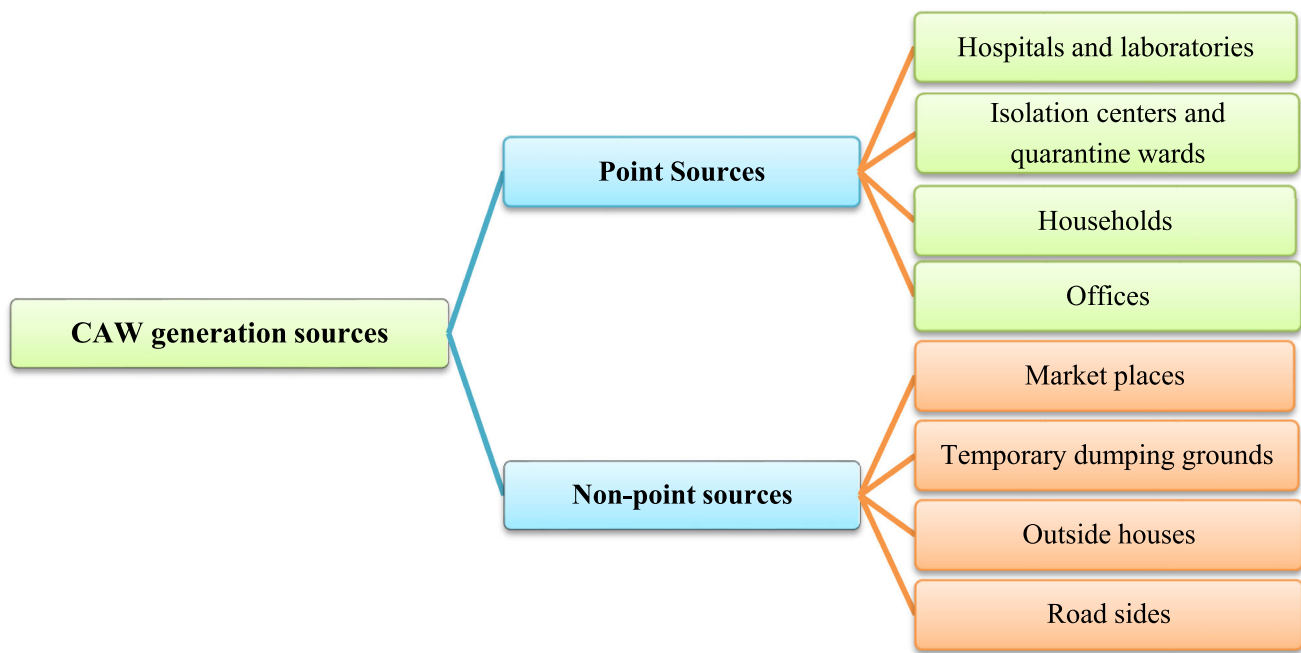 CAW generation sources
Point Sources
Hospitals and laboratories
Isolation centers and
quarantine wards
Households
Offices
Non-point sources
Market places
Temporary dumping grounds
Outside houses
Road sides